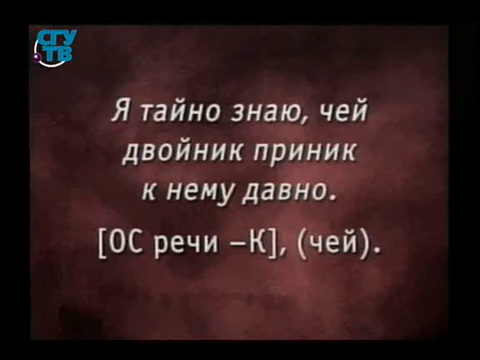 СГУ
ТВ
Я тайно знаю, чей
двойник приник
к нему давно.
[ОС речи –К], (чей).